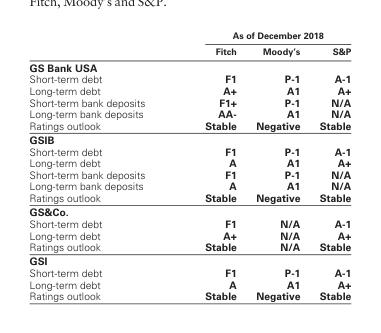 Fitch, Moody's and S&P.
As of December 2018
Fitch Moody's S&P
GS Bank USA
Short-term debt F1 P-1 A-1
Long-term debt A+ A1 A+
Short-term bank deposits F1+ P-1 N/A
Long-term bank deposits AA- A1 N/A
Ratings outlook Stable Negative Stable
GSIB
Short-term debt F1 P-1 A-1
Long-term debt A A1 A+
Short-term bank deposits F1 P-1 N/A
Long-term bank deposits A A1 N/A
Ratings outlook Stable Negative Stable
GS&Co.
Short-term debt F1 N/A A-1
Long-term debt A+ N/A A+
Ratings outlook Stable N/A Stable
GSI
Short-term debt F1 P-1 A-1
Long-term debt A A1 A+
Ratings outlook Stable Negative Stable